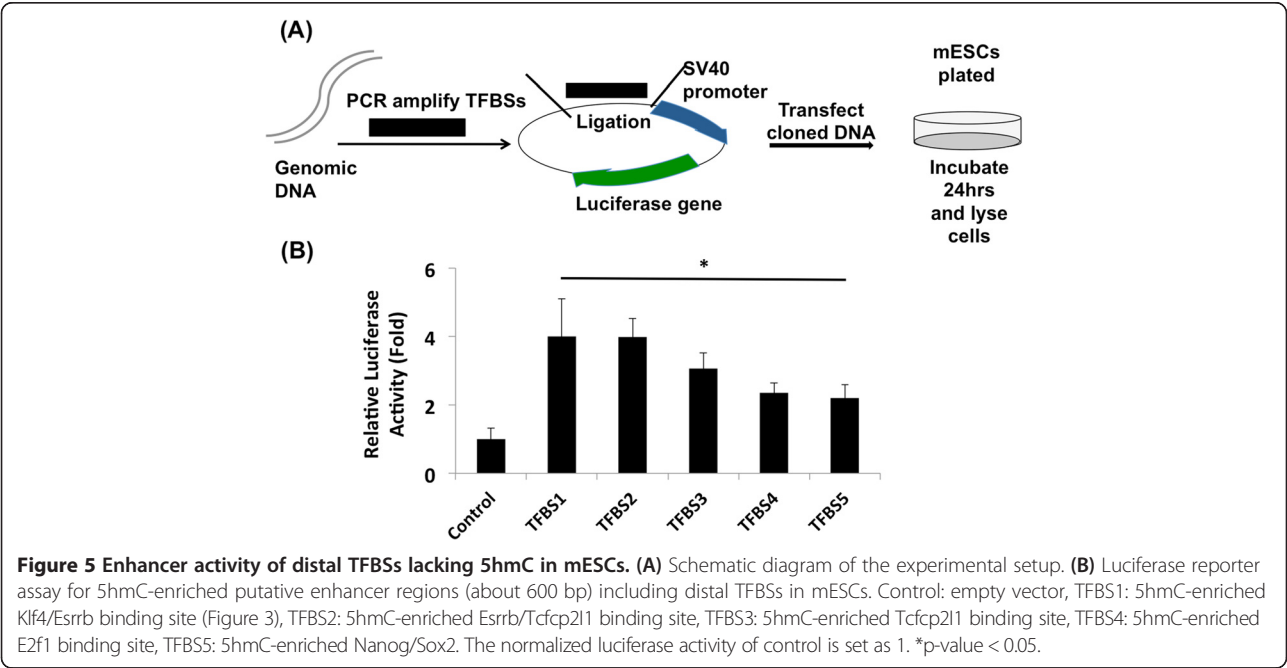 (A)
PCR amplify TFBSs
Genomic
DNA
Ligation
SV40
promoter
Luciferase gene
Transfect
cloned DNA
mESCs
plated
Incubate
24hrs
and lyse
cells
(B)
Relative Luciferase
Activity (Fold)
6
4
2
0
*
Control
TFBS1
TFBS2
TFBS3
TFBS4
TFBS5
Figure 5 Enhancer activity of distal TFBSs lacking 5hmC in mESCs. (A) Schematic diagram of the experimental setup. (B) Luciferase reporter
assay for 5hmC-enriched putative enhancer regions (about 600 bp) including distal TFBSs in mESCs. Control: empty vector, TFBS1: 5hmC-enriched
Klf4/Esrrb binding site (Figure 3), TFBS2: 5hmC-enriched Esrrb/Tcfcp2l1 binding site, TFBS3: 5hmC-enriched Tcfcp2l1 binding site, TFBS4: 5hmC-enriched
E2f1 binding site, TFBS5: 5hmC-enriched Nanog/Sox2. The normalized luciferase activity of control is set as 1. *p-value < 0.05.